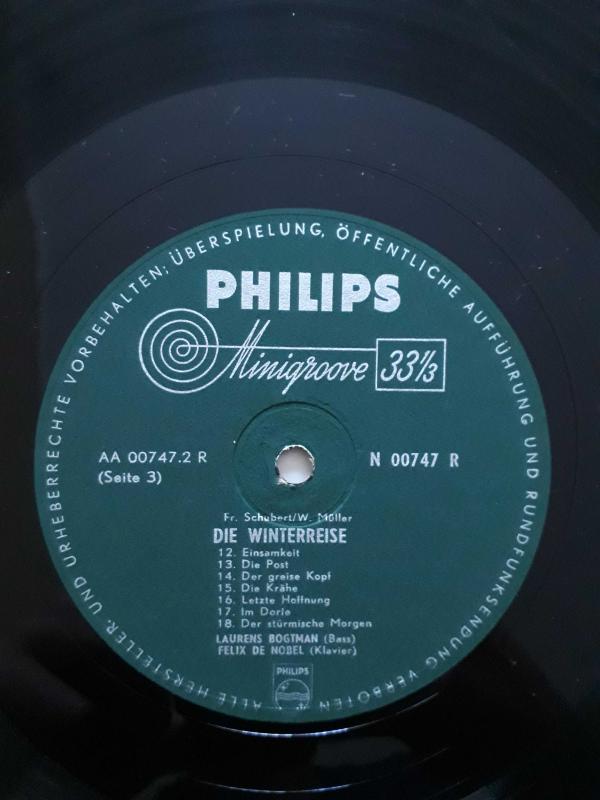 ALLE HERSTELLER- UND URHEBERRECHTE VORBEHALTEN; ÜBERSPIELUNG, ÖFFENTLICHE AUFFÜHRUNG UND RUNDFUNKSENDUNG VERBOTEN
PHILIPS
Minigroove 33 1/3
AA 00747.2 R
(Seite 3)
N 00747 R
Fr. Schubert/W. Müller
DIE WINTERREISE
12. Einsamkeit
13. Die Post
14. Der greise Kopf
15. Die Krähe
16. Letzte Hoffnung
17. Im Dorfe
18. Der stürmische Morgen
LAURENS BOGTMAN (Bass)
FELIX DE NOBEL (Klavier)
PHILIPS